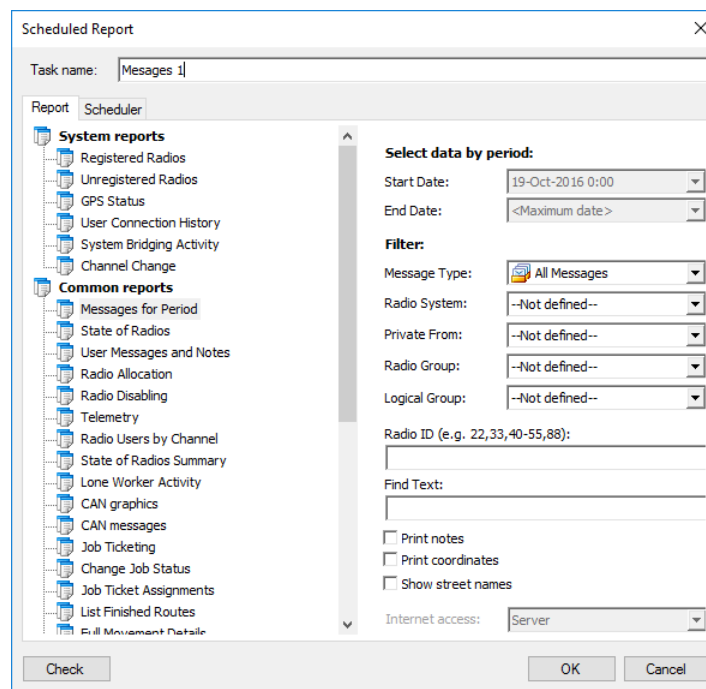 Scheduled Report
Task name: Mesages 1
Report Scheduler
System reports
Registered Radios
Unregistered Radios
GPS Status
User Connection History
System Bridging Activity
Channel Change
Common reports
Messages for Period
State of Radios
User Messages and Notes
Radio Allocation
Radio Disabling
Telemetry
Radio Users by Channel
State of Radios Summary
Lone Worker Activity
CAN graphics
CAN messages
Job Ticketing
Change Job Status
Job Ticket Assignments
List Finished Routes
Full Movement Details
Select data by period:
Start Date: 19-Oct-2016 0:00
End Date: <Maximum date>
Filter:
Message Type: All Messages
Radio System: --Not defined--
Private From: --Not defined--
Radio Group: --Not defined--
Logical Group: --Not defined--
Radio ID (e.g. 22,33,40-55,88):
Find Text:
Print notes
Print coordinates
Show street names
Internet access: Server
Check OK Cancel